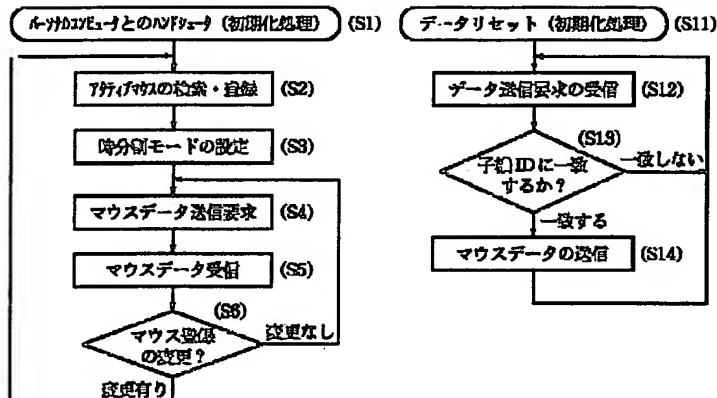 パーソナルコンピュータとのハンドシェーク (初期化処理) (S1)
アクティブマウスの検索・登録 (S2)
時分割モードの設定 (S3)
マウスデータ送信要求 (S4)
マウスデータ受信 (S5)
(S6)
マウス登録
の変更？
変更なし
変更有り
データリセット (初期化処理) (S11)
データ送信要求の受信 (S12)
(S13)
子機IDに一致
するか？
一致しない
一致する
マウスデータの送信 (S14)